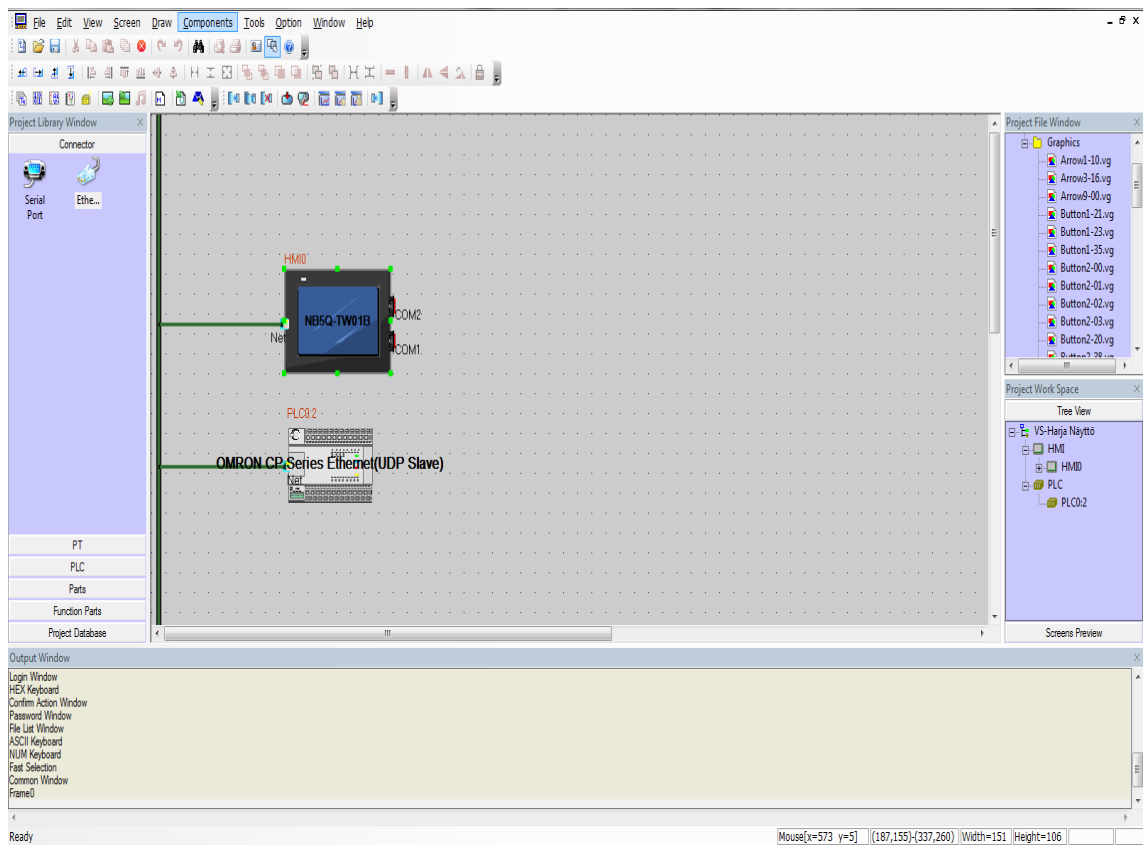 File Edit View Screen Draw Components Tools Option Window Help
Project Library Window
Connector
Serial Port
Ethe...
PT
PLC
Parts
Function Parts
Project Database
HMI0
NB5Q-TW01B
COM2
COM1
Net
PLC0:2
OMRON CP Series Ethernet(UDP Slave)
Net
Project File Window
Graphics
Arrow1-10.vg
Arrow3-16.vg
Arrow9-00.vg
Button1-21.vg
Button1-23.vg
Button1-35.vg
Button2-00.vg
Button2-01.vg
Button2-02.vg
Button2-03.vg
Button2-20.vg
Button2-28.vg
Project Work Space
Tree View
VS-Harja Näyttö
HMI
HMI0
PLC
PLC0:2
Screens Preview
Output Window
Login Window
HEX Keyboard
Confirm Action Window
Password Window
File List Window
ASCII Keyboard
NUM Keyboard
Fast Selection
Common Window
Frame0
Ready
Mouse[x=573 y=5] (187,155)-(337,260) Width=151 Height=106